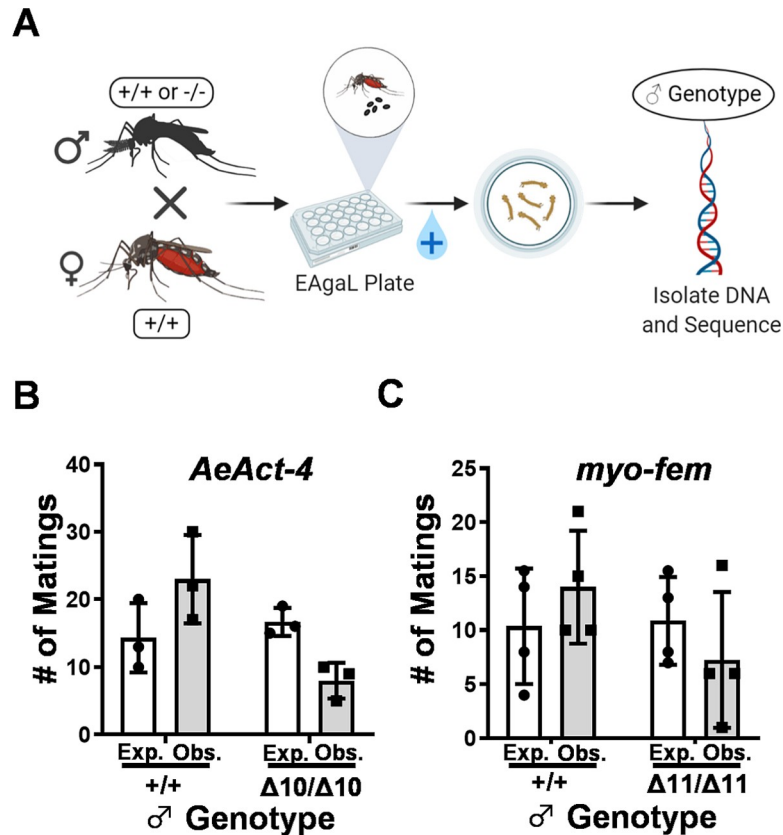 A
+/+ or -/-
♂
♀
+/+
EAgaL Plate
+
♂ Genotype
Isolate DNA
and Sequence
B
AeAct-4
# of Matings
40
30
20
10
0
Exp. Obs.
Exp. Obs.
+/+
Δ10/Δ10
♂ Genotype
C
myo-fem
# of Matings
25
20
15
10
5
0
Exp. Obs.
Exp. Obs.
+/+
Δ11/Δ11
♂ Genotype